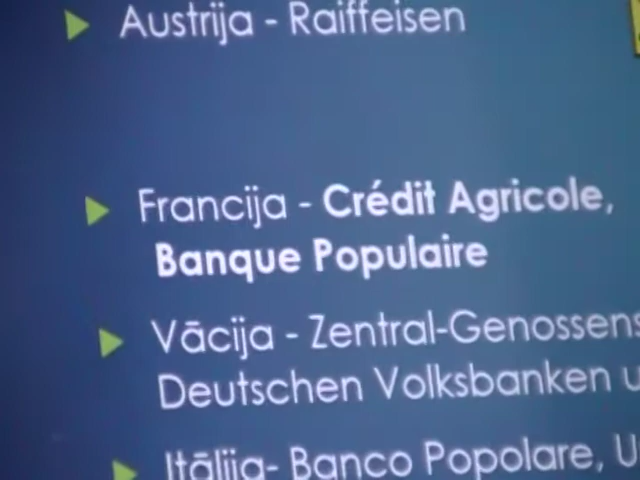 Austrija - Raiffeisen
Francija - Crédit Agricole,
Banque Populaire
Vācija - Zentral-Genossens
Deutschen Volksbanken u
Itālija- Banco Popolare, U